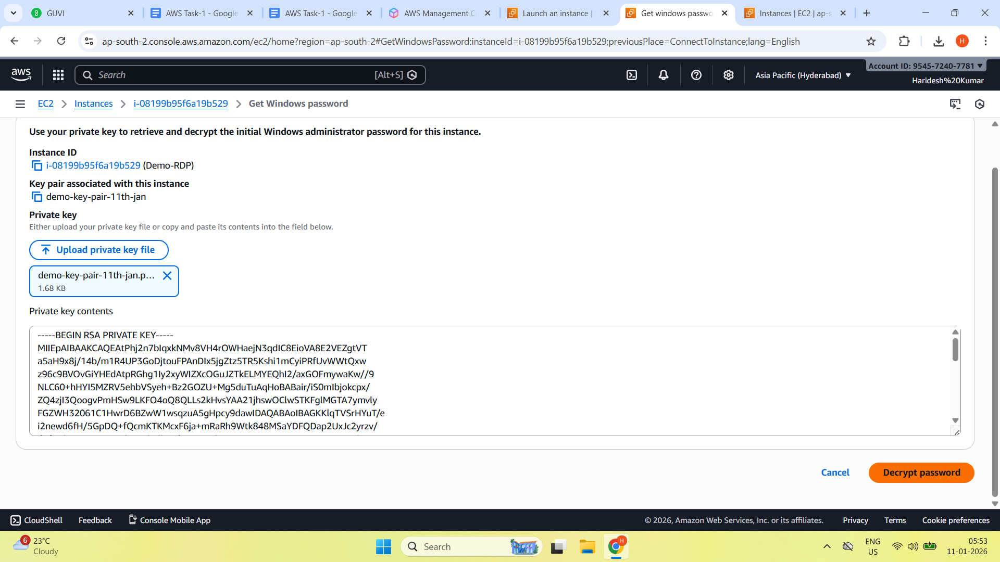 GUVI
AWS Task-1 - Google
AWS Task-1 - Google
AWS Management C
Launch an instance |
Get windows passwo
Instances | EC2 | ap-s
ap-south-2.console.aws.amazon.com/ec2/home?region=ap-south-2#GetWindowsPassword:instanceId=i-08199b95f6a19b529;previousPlace=ConnectToInstance;lang=English
H
aws
Search
[Alt+S]
Asia Pacific (Hyderabad)
Account ID: 9545-7240-7781
Haridesh%20Kumar
EC2
Instances
i-08199b95f6a19b529
Get Windows password
Use your private key to retrieve and decrypt the initial Windows administrator password for this instance.
Instance ID
i-08199b95f6a19b529 (Demo-RDP)
Key pair associated with this instance
demo-key-pair-11th-jan
Private key
Either upload your private key file or copy and paste its contents into the field below.
Upload private key file
demo-key-pair-11th-jan.p...
1.68 KB
Private key contents
-----BEGIN RSA PRIVATE KEY-----
MIIEpAIBAAKCAQEAtPhj2n7bIqxkNMv8VH4rOWHaejN3qdIC8EioVA8E2VEZgtVT
a5aH9x8j/14b/m1R4UP3GoDjtouFPAnDIx5jgZtz5TR5Kshi1mCyiPRfUvWWtQxw
z96c9BVOvGiYHEdAtpRGhg1Iy2xyWIZXcOGuJZTkELMYEQhI2/axGOFmywaKw//9
NLC60+hHYI5MZRV5ehbVSyeh+Bz2GOZU+Mg5duTuAqHoBABair/iS0mIbjokcpx/
ZQ4zjI3QoogvPmHSw9LKFO4oQ8QLLs2kHvsYAA21jhswOClwSTKFglMGTA7ymvly
FGZWH32061C1HwrD6BZwW1wsqzuA5gHpcy9dawIDAQABAoIBAGKKlqTVSrHYuT/e
i2newd6fH/5GpDQ+fQcmKTKMcxF6ja+mRaRh9Wtk848MSaYDFQDap2UxJc2yrzv/
Cancel
Decrypt password
CloudShell
Feedback
Console Mobile App
© 2026, Amazon Web Services, Inc. or its affiliates.
Privacy
Terms
Cookie preferences
6
23°C
Cloudy
Search
H
ENG
US
05:53
11-01-2026